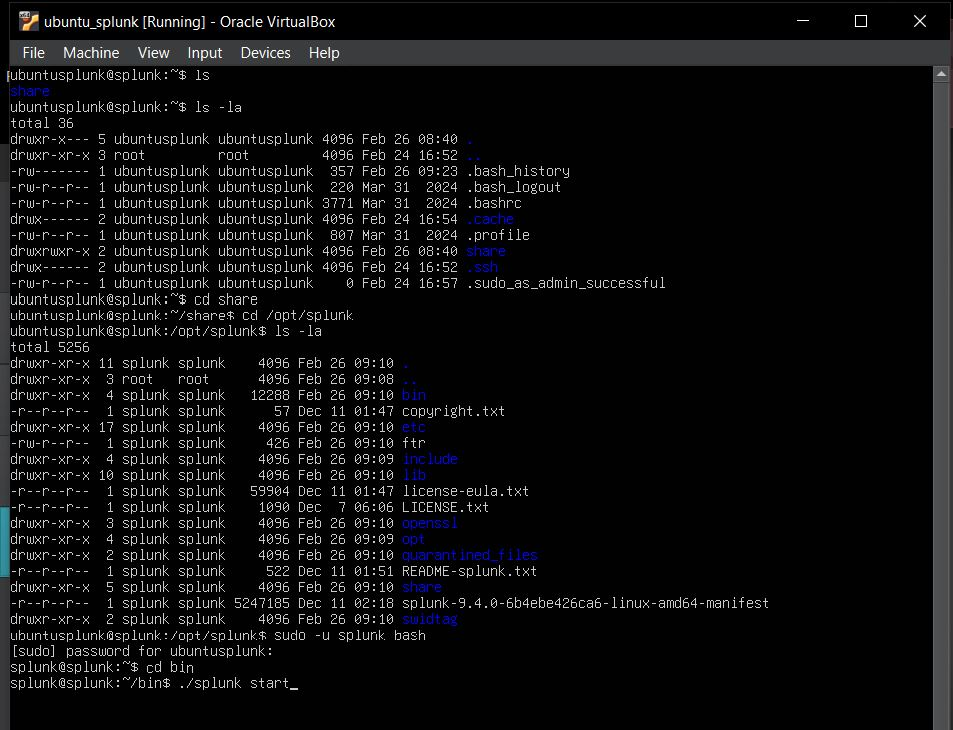 ubuntu_splunk [Running] - Oracle VirtualBox
File Machine View Input Devices Help
ubuntusplunk@splunk:~$ ls
share
ubuntusplunk@splunk:~$ ls -la
total 36
drwxr-x--- 5 ubuntusplunk ubuntusplunk 4096 Feb 26 08:40 .
drwxr-xr-x 3 root         root         4096 Feb 24 16:52 ..
-rw------- 1 ubuntusplunk ubuntusplunk  357 Feb 26 09:23 .bash_history
-rw-r--r-- 1 ubuntusplunk ubuntusplunk  220 Mar 31  2024 .bash_logout
-rw-r--r-- 1 ubuntusplunk ubuntusplunk 3771 Mar 31  2024 .bashrc
drwx------ 2 ubuntusplunk ubuntusplunk 4096 Feb 24 16:54 .cache
-rw-r--r-- 1 ubuntusplunk ubuntusplunk  807 Mar 31  2024 .profile
drwxrwxr-x 2 ubuntusplunk ubuntusplunk 4096 Feb 26 08:40 share
drwx------ 2 ubuntusplunk ubuntusplunk 4096 Feb 24 16:52 .ssh
-rw-r--r-- 1 ubuntusplunk ubuntusplunk    0 Feb 24 16:57 .sudo_as_admin_successful
ubuntusplunk@splunk:~$ cd share
ubuntusplunk@splunk:~/share$ cd /opt/splunk
ubuntusplunk@splunk:/opt/splunk$ ls -la
total 5256
drwxr-xr-x 11 splunk splunk    4096 Feb 26 09:10 .
drwxr-xr-x  3 root   root      4096 Feb 26 09:08 ..
drwxr-xr-x  4 splunk splunk   12288 Feb 26 09:10 bin
-r--r--r--  1 splunk splunk      57 Dec 11 01:47 copyright.txt
drwxr-xr-x 17 splunk splunk    4096 Feb 26 09:10 etc
-rw-r--r--  1 splunk splunk     426 Feb 26 09:10 ftr
drwxr-xr-x  4 splunk splunk    4096 Feb 26 09:09 include
drwxr-xr-x 10 splunk splunk    4096 Feb 26 09:10 lib
-r--r--r--  1 splunk splunk   59904 Dec 11 01:47 license-eula.txt
-r--r--r--  1 splunk splunk    1090 Dec  7 06:06 LICENSE.txt
drwxr-xr-x  3 splunk splunk    4096 Feb 26 09:10 openssl
drwxr-xr-x  4 splunk splunk    4096 Feb 26 09:09 opt
drwxr-xr-x  2 splunk splunk    4096 Feb 26 09:10 quarantined_files
-r--r--r--  1 splunk splunk     522 Dec 11 01:51 README-splunk.txt
drwxr-xr-x  5 splunk splunk    4096 Feb 26 09:10 share
-r--r--r--  1 splunk splunk 5247185 Dec 11 02:18 splunk-9.4.0-6b4ebe426ca6-linux-amd64-manifest
drwxr-xr-x  2 splunk splunk    4096 Feb 26 09:10 swidtag
ubuntusplunk@splunk:/opt/splunk$ sudo -u splunk bash
[sudo] password for ubuntusplunk:
splunk@splunk:~$ cd bin
splunk@splunk:~/bin$ ./splunk start_